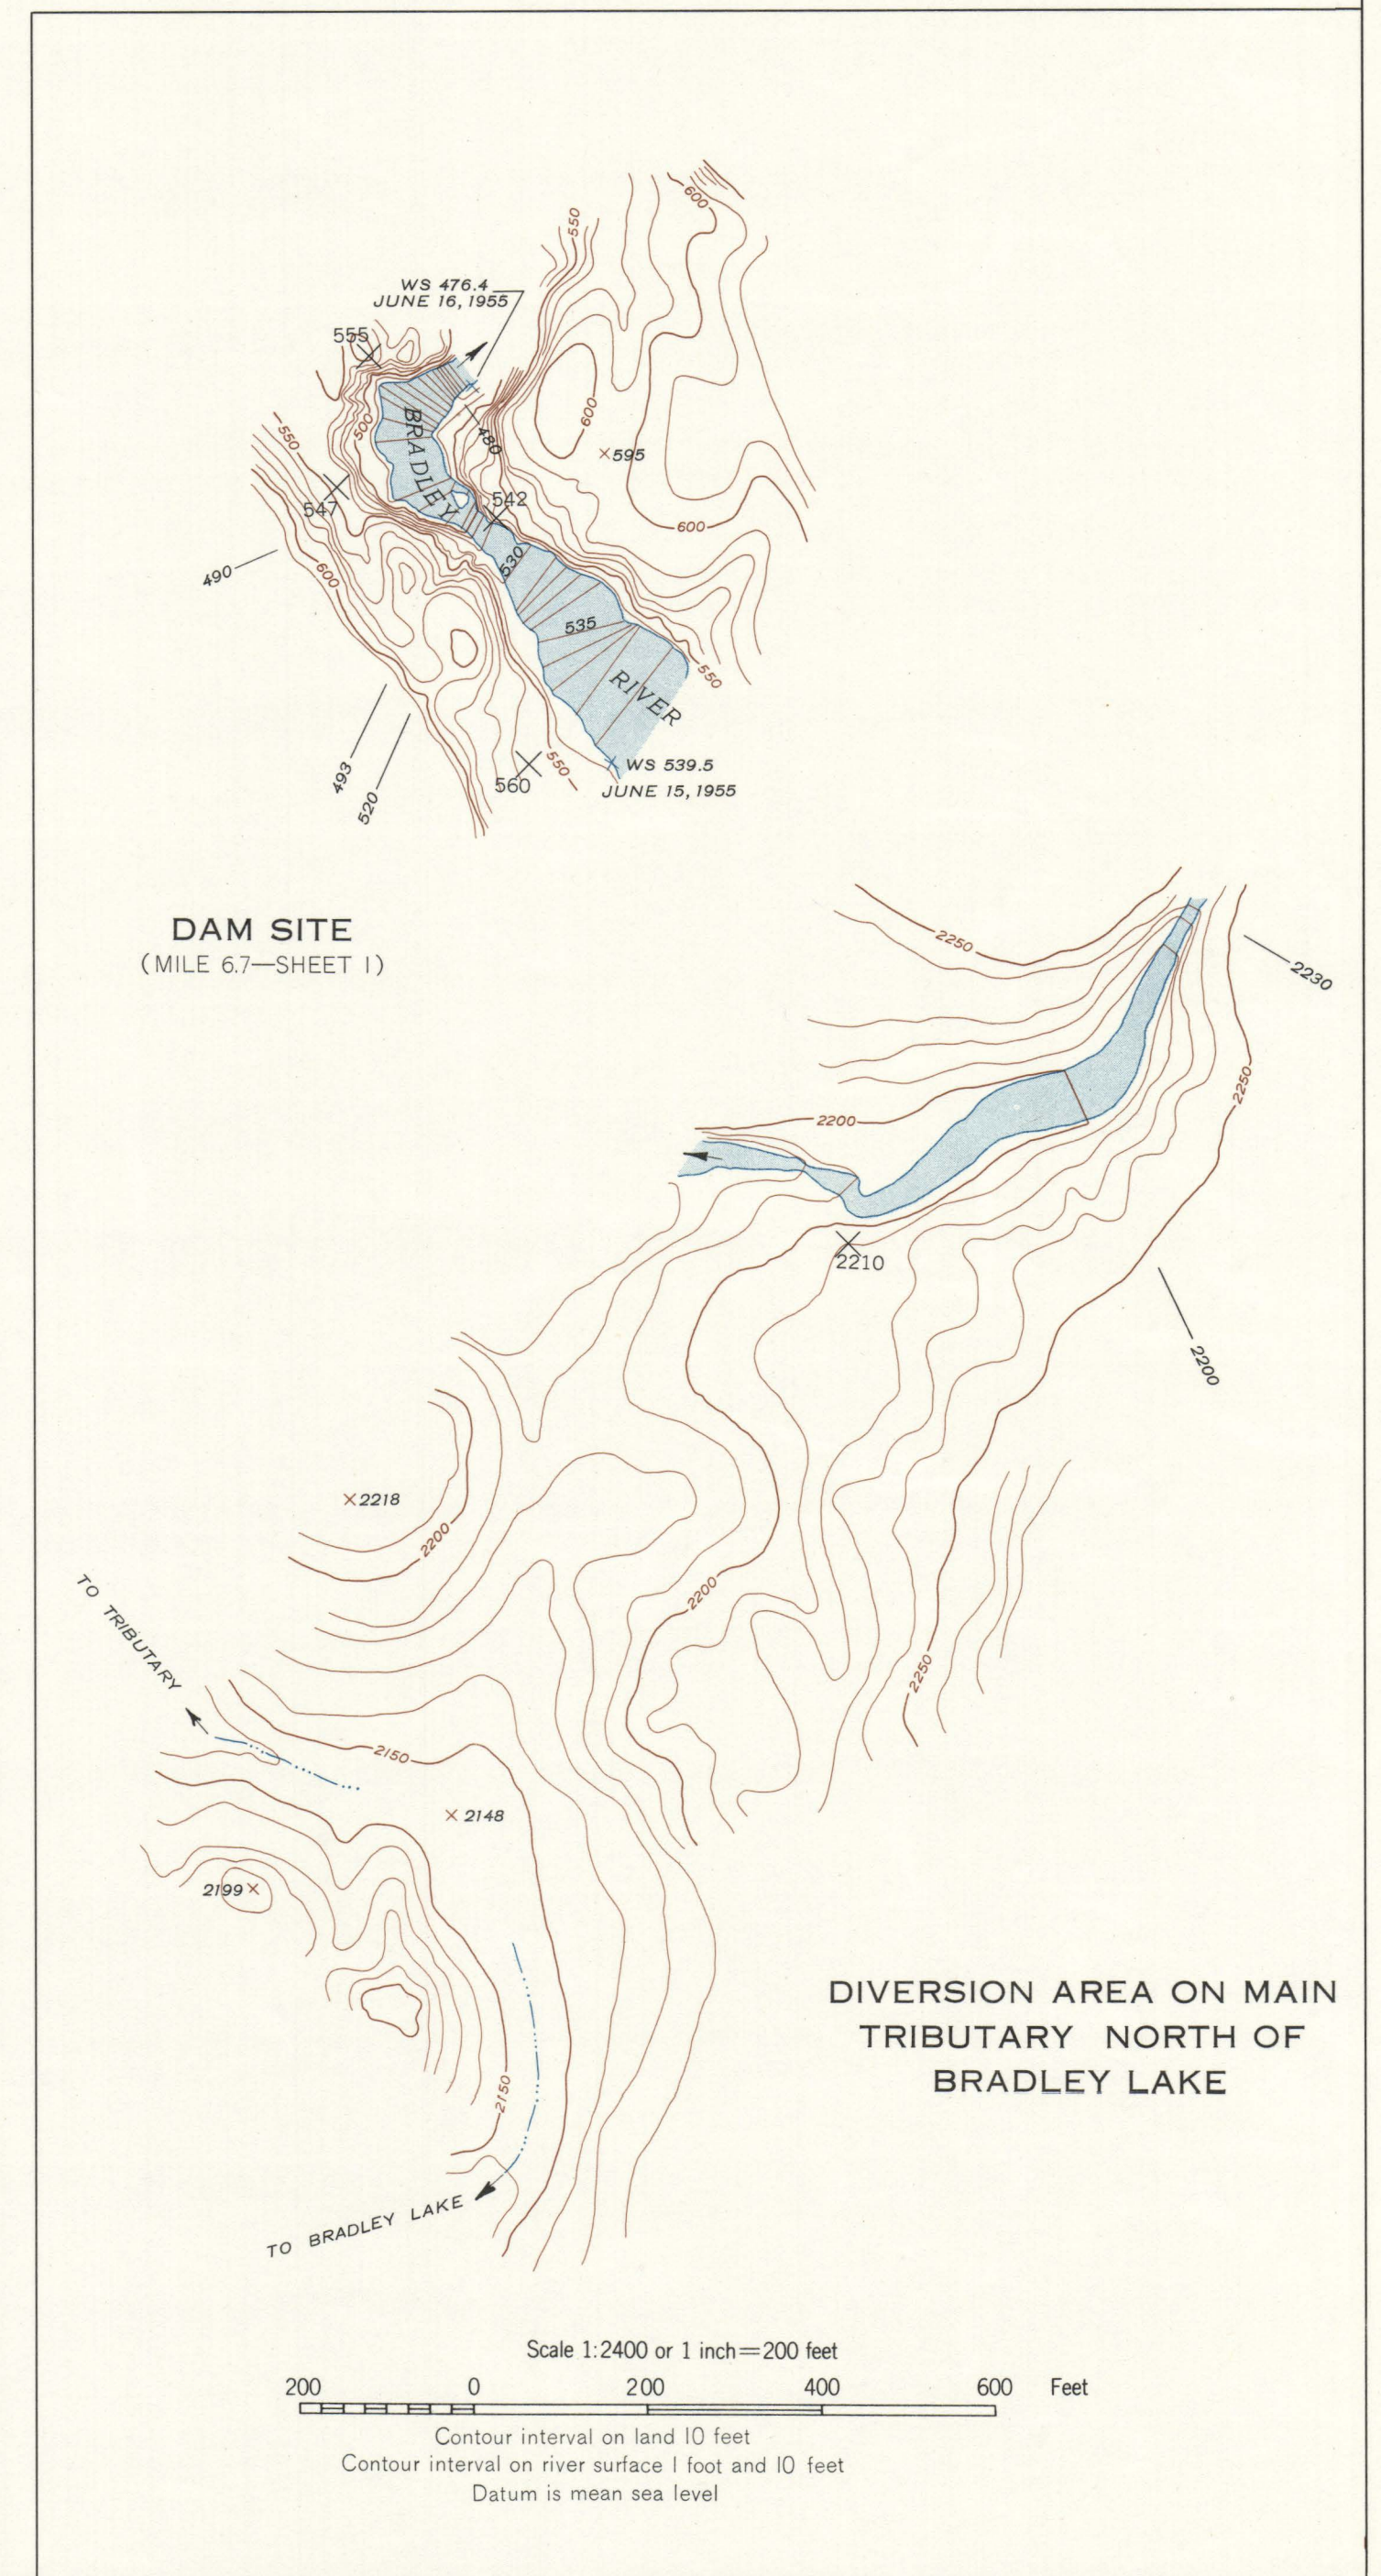 600
550
WS 476.4
JUNE 16, 1955
555
BRADLEY
500
550
480
600
595
547
542
600
530
490
600
535
RIVER
550
493
520
560
550
WS 539.5
JUNE 15, 1955
DAM SITE
(MILE 6.7—SHEET 1)
2250
2230
2250
2200
2210
2200
2218
2200
2200
TO TRIBUTARY
2250
2150
2148
2199
2150
DIVERSION AREA ON MAIN
TRIBUTARY NORTH OF
BRADLEY LAKE
TO BRADLEY LAKE
Scale 1:2400 or 1 inch=200 feet
200 0 200 400 600 Feet
Contour interval on land 10 feet
Contour interval on river surface 1 foot and 10 feet
Datum is mean sea level